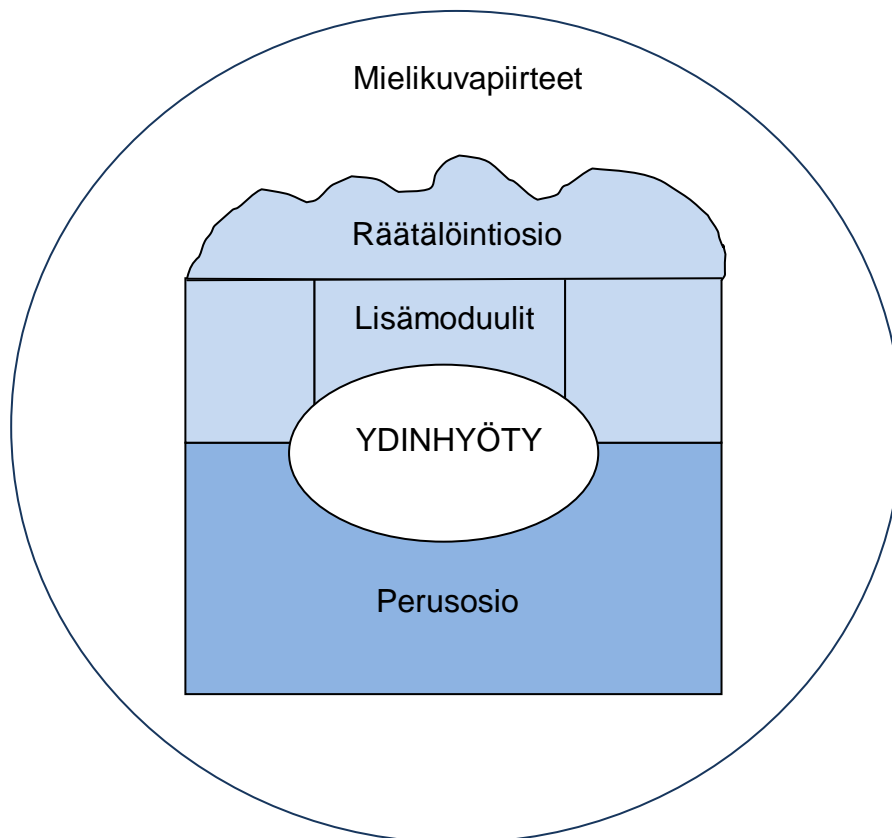 Mielikuvapiirteet
Räätälöintiosio
Lisämoduulit
YDINHYÖTY
Perusosio